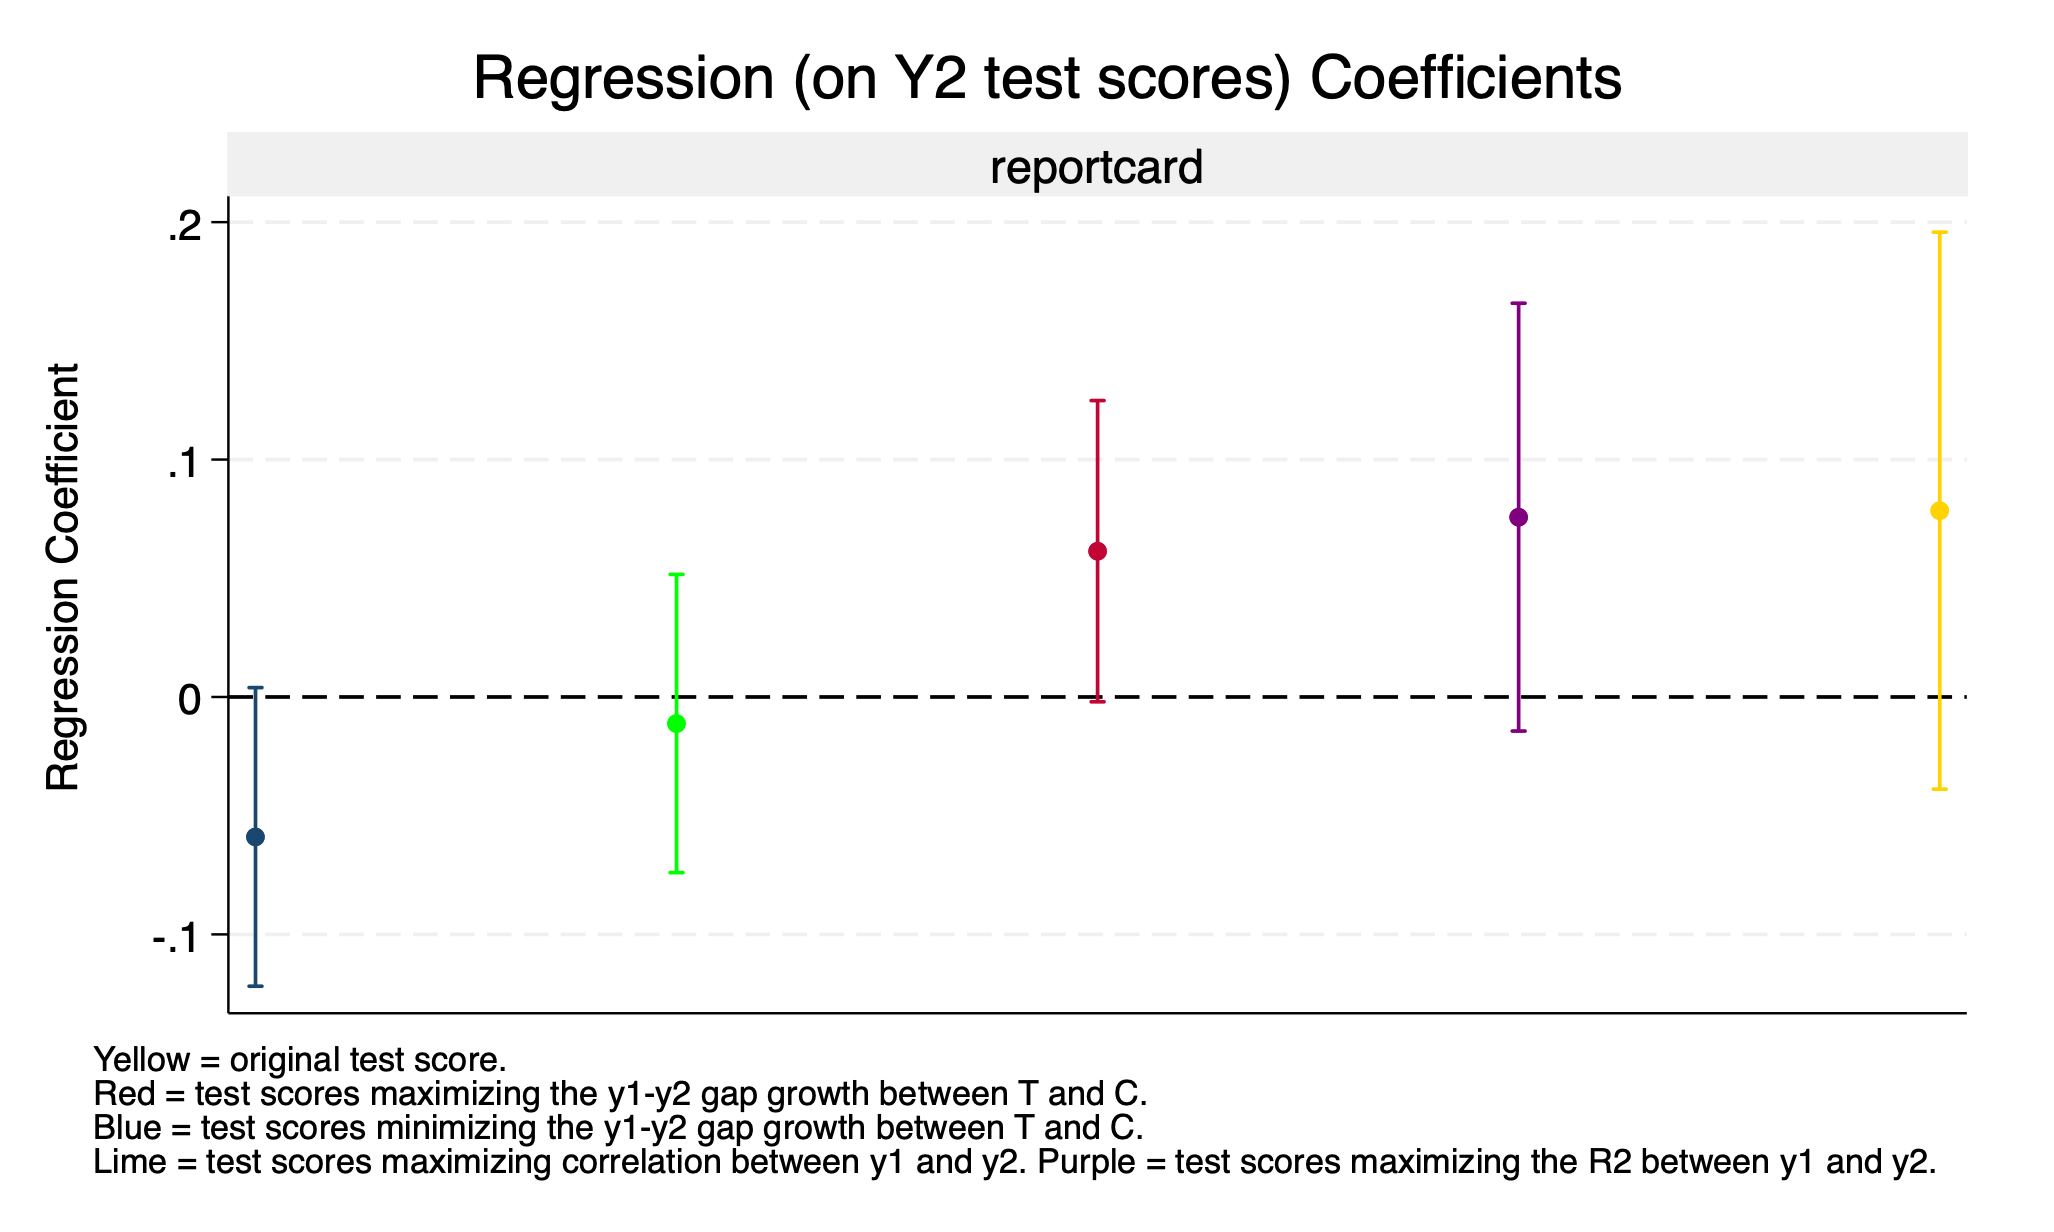 Regression (on Y2 test scores) Coefficients
reportcard
Regression Coefficient
.2
.1
0
-.1
Yellow = original test score.
Red = test scores maximizing the y1-y2 gap growth between T and C.
Blue = test scores minimizing the y1-y2 gap growth between T and C.
Lime = test scores maximizing correlation between y1 and y2. Purple = test scores maximizing the R2 between y1 and y2.